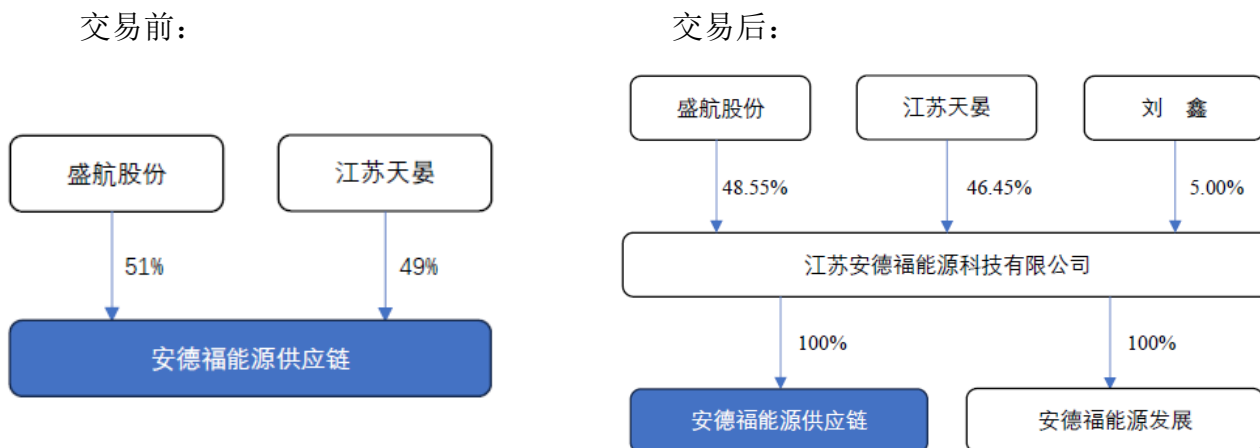 交易前：
盛航股份
江苏天晏
51%
49%
安德福能源供应链
交易后：
盛航股份
江苏天晏
刘 鑫
48.55%
46.45%
5.00%
江苏安德福能源科技有限公司
100%
100%
安德福能源供应链
安德福能源发展